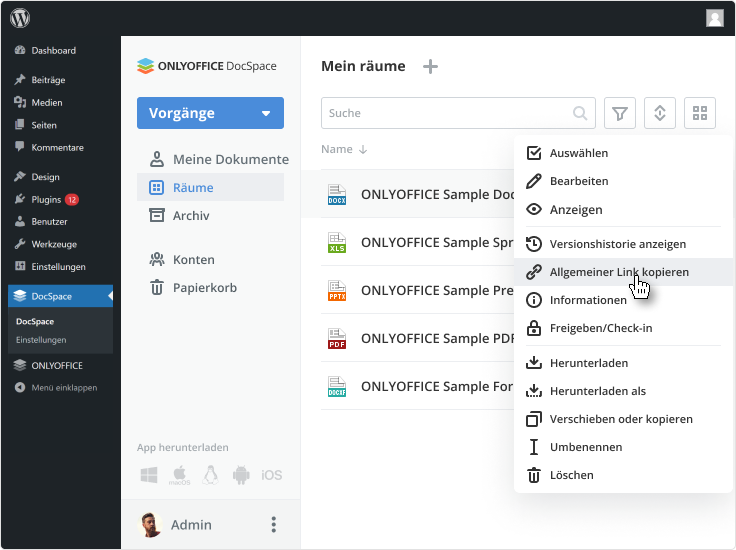 Dashboard
Beiträge
Medien
Seiten
Kommentare
Design
Plugins 12
Benutzer
Werkzeuge
Einstellungen
DocSpace
DocSpace
Einstellungen
ONLYOFFICE
Menü einklappen
ONLYOFFICE DocSpace
Vorgänge
Meine Dokumente
Räume
Archiv
Konten
Papierkorb
App herunterladen
macOS
iOS
Admin
Mein räume
Suche
Name
DOCX ONLYOFFICE Sample Doc
XLS ONLYOFFICE Sample Spr
PPTX ONLYOFFICE Sample Pre
PDF ONLYOFFICE Sample PDF
DOCXF ONLYOFFICE Sample For
Auswählen
Bearbeiten
Anzeigen
Versionshistorie anzeigen
Allgemeiner Link kopieren
Informationen
Freigeben/Check-in
Herunterladen
Herunterladen als
Verschieben oder kopieren
Umbenennen
Löschen